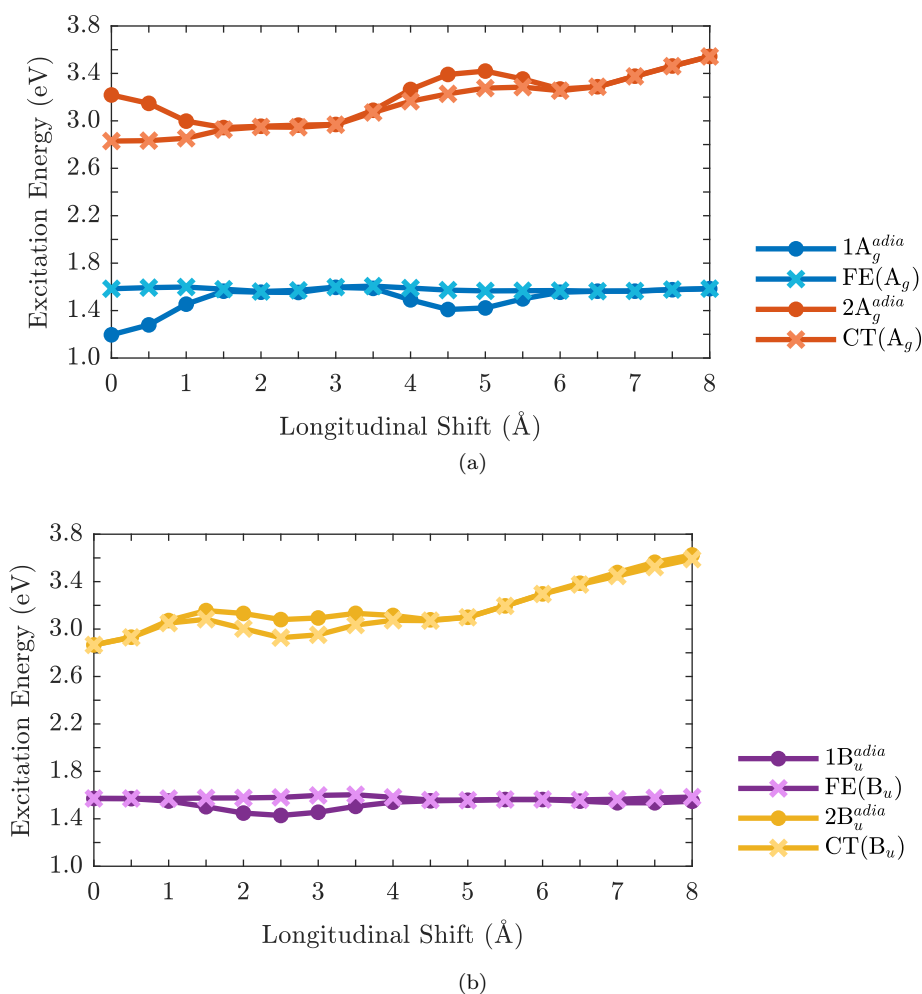 3.8
3.4
3.0
2.6
2.2
1.8
1.4
1.0
Excitation Energy (eV)
0 1 2 3 4 5 6 7 8
Longitudinal Shift (Å)
1A_g^{adia}
FE(A_g)
2A_g^{adia}
CT(A_g)
(a)
3.8
3.4
3.0
2.6
2.2
1.8
1.4
1.0
Excitation Energy (eV)
0 1 2 3 4 5 6 7 8
Longitudinal Shift (Å)
1B_u^{adia}
FE(B_u)
2B_u^{adia}
CT(B_u)
(b)